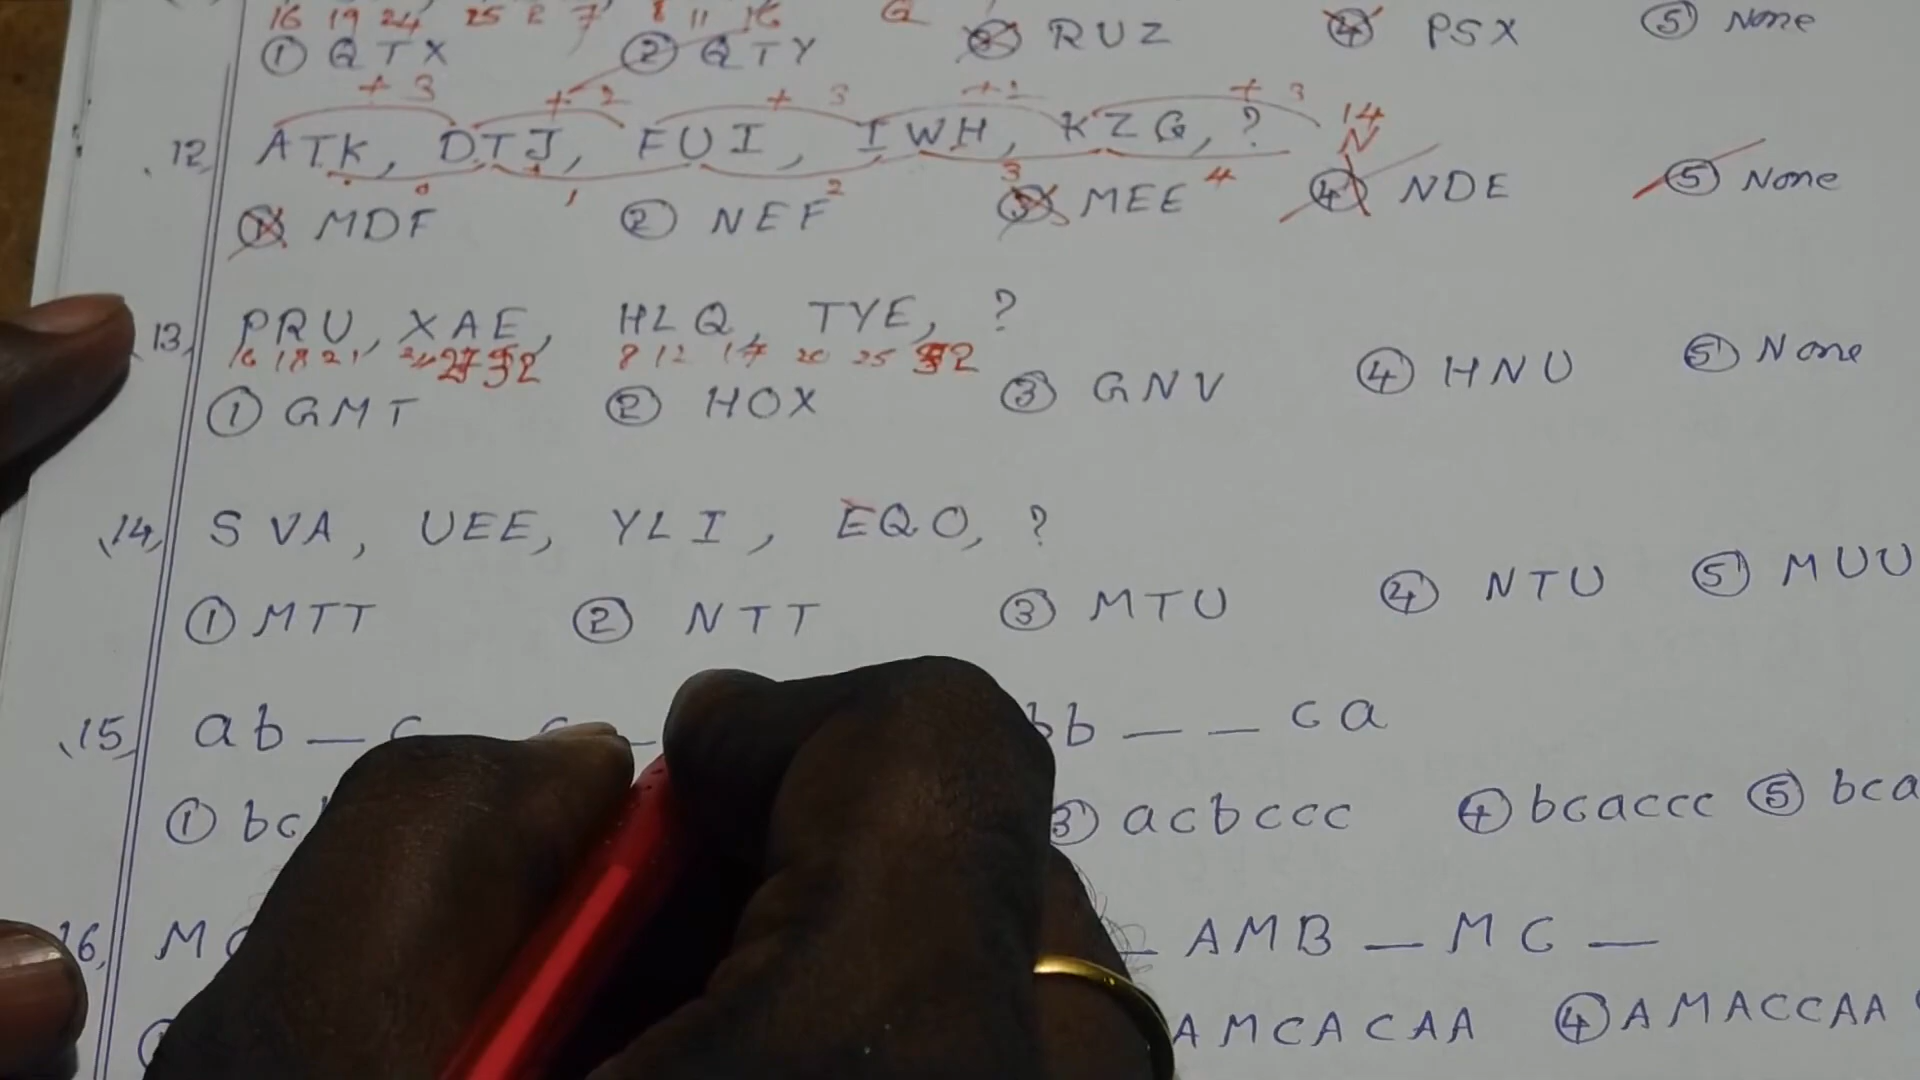 16 19 24 25 2 7 8 11 16 Q
① QTX ② QTY ③ RUZ ④ PSX ⑤ None
+3 +2 +3 +2 +3 14
N
12, ATK, DTJ, FUI, IWH, KZG, ?
0 1 2 3 4
① MDF ② NEF ③ MEE ④ NDE ⑤ None
13, PRU, XAE, HLQ, TYE, ?
16 18 21 24 27 32 8 12 17 20 25 32
① GMT ② HOX ③ GNV ④ HNU ⑤ None
14, SVA, UEE, YLI, EQO, ?
① MTT ② NTT ③ MTU ④ NTU ⑤ MUU
15, ab _ c _ c _ bb _ _ ca
① bc ③ acbccc ④ bcaccc ⑤ bca
16, M _ AMB _ MC _
AMCACAA ④ AMACCAA